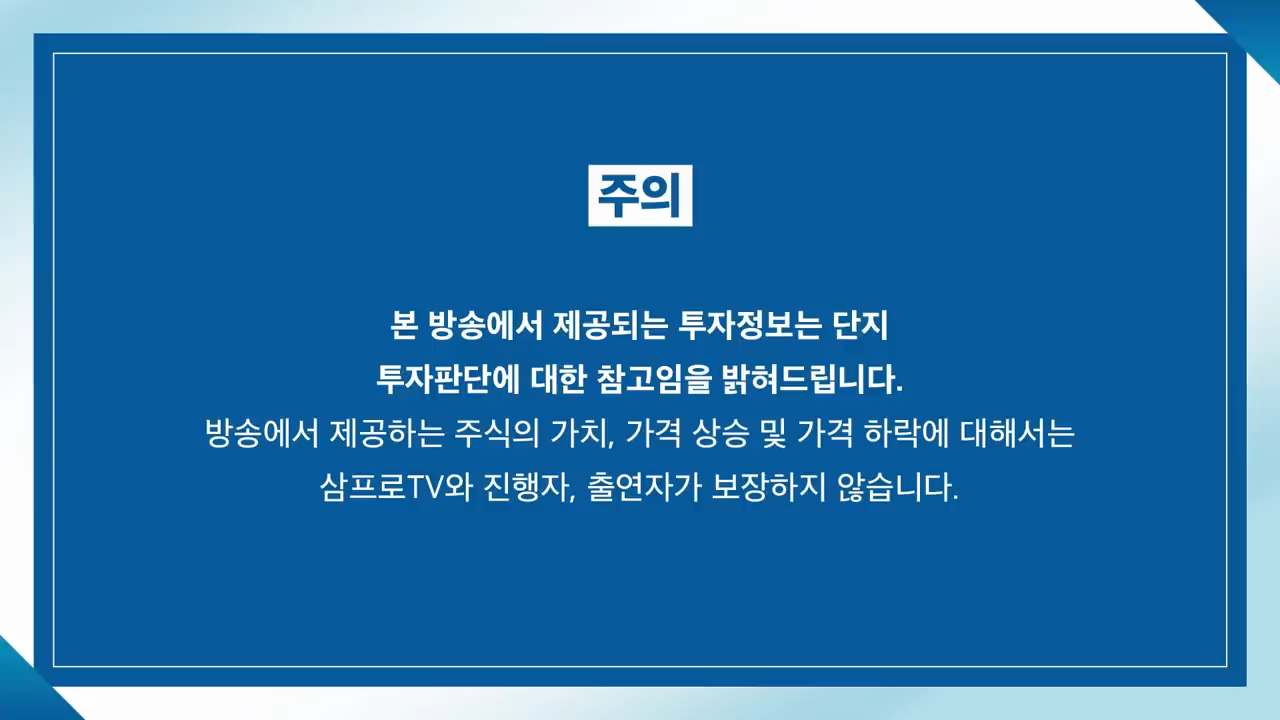 주의
본 방송에서 제공되는 투자정보는 단지
투자판단에 대한 참고임을 밝혀드립니다.
방송에서 제공하는 주식의 가치, 가격 상승 및 가격 하락에 대해서는
삼프로TV와 진행자, 출연자가 보장하지 않습니다.